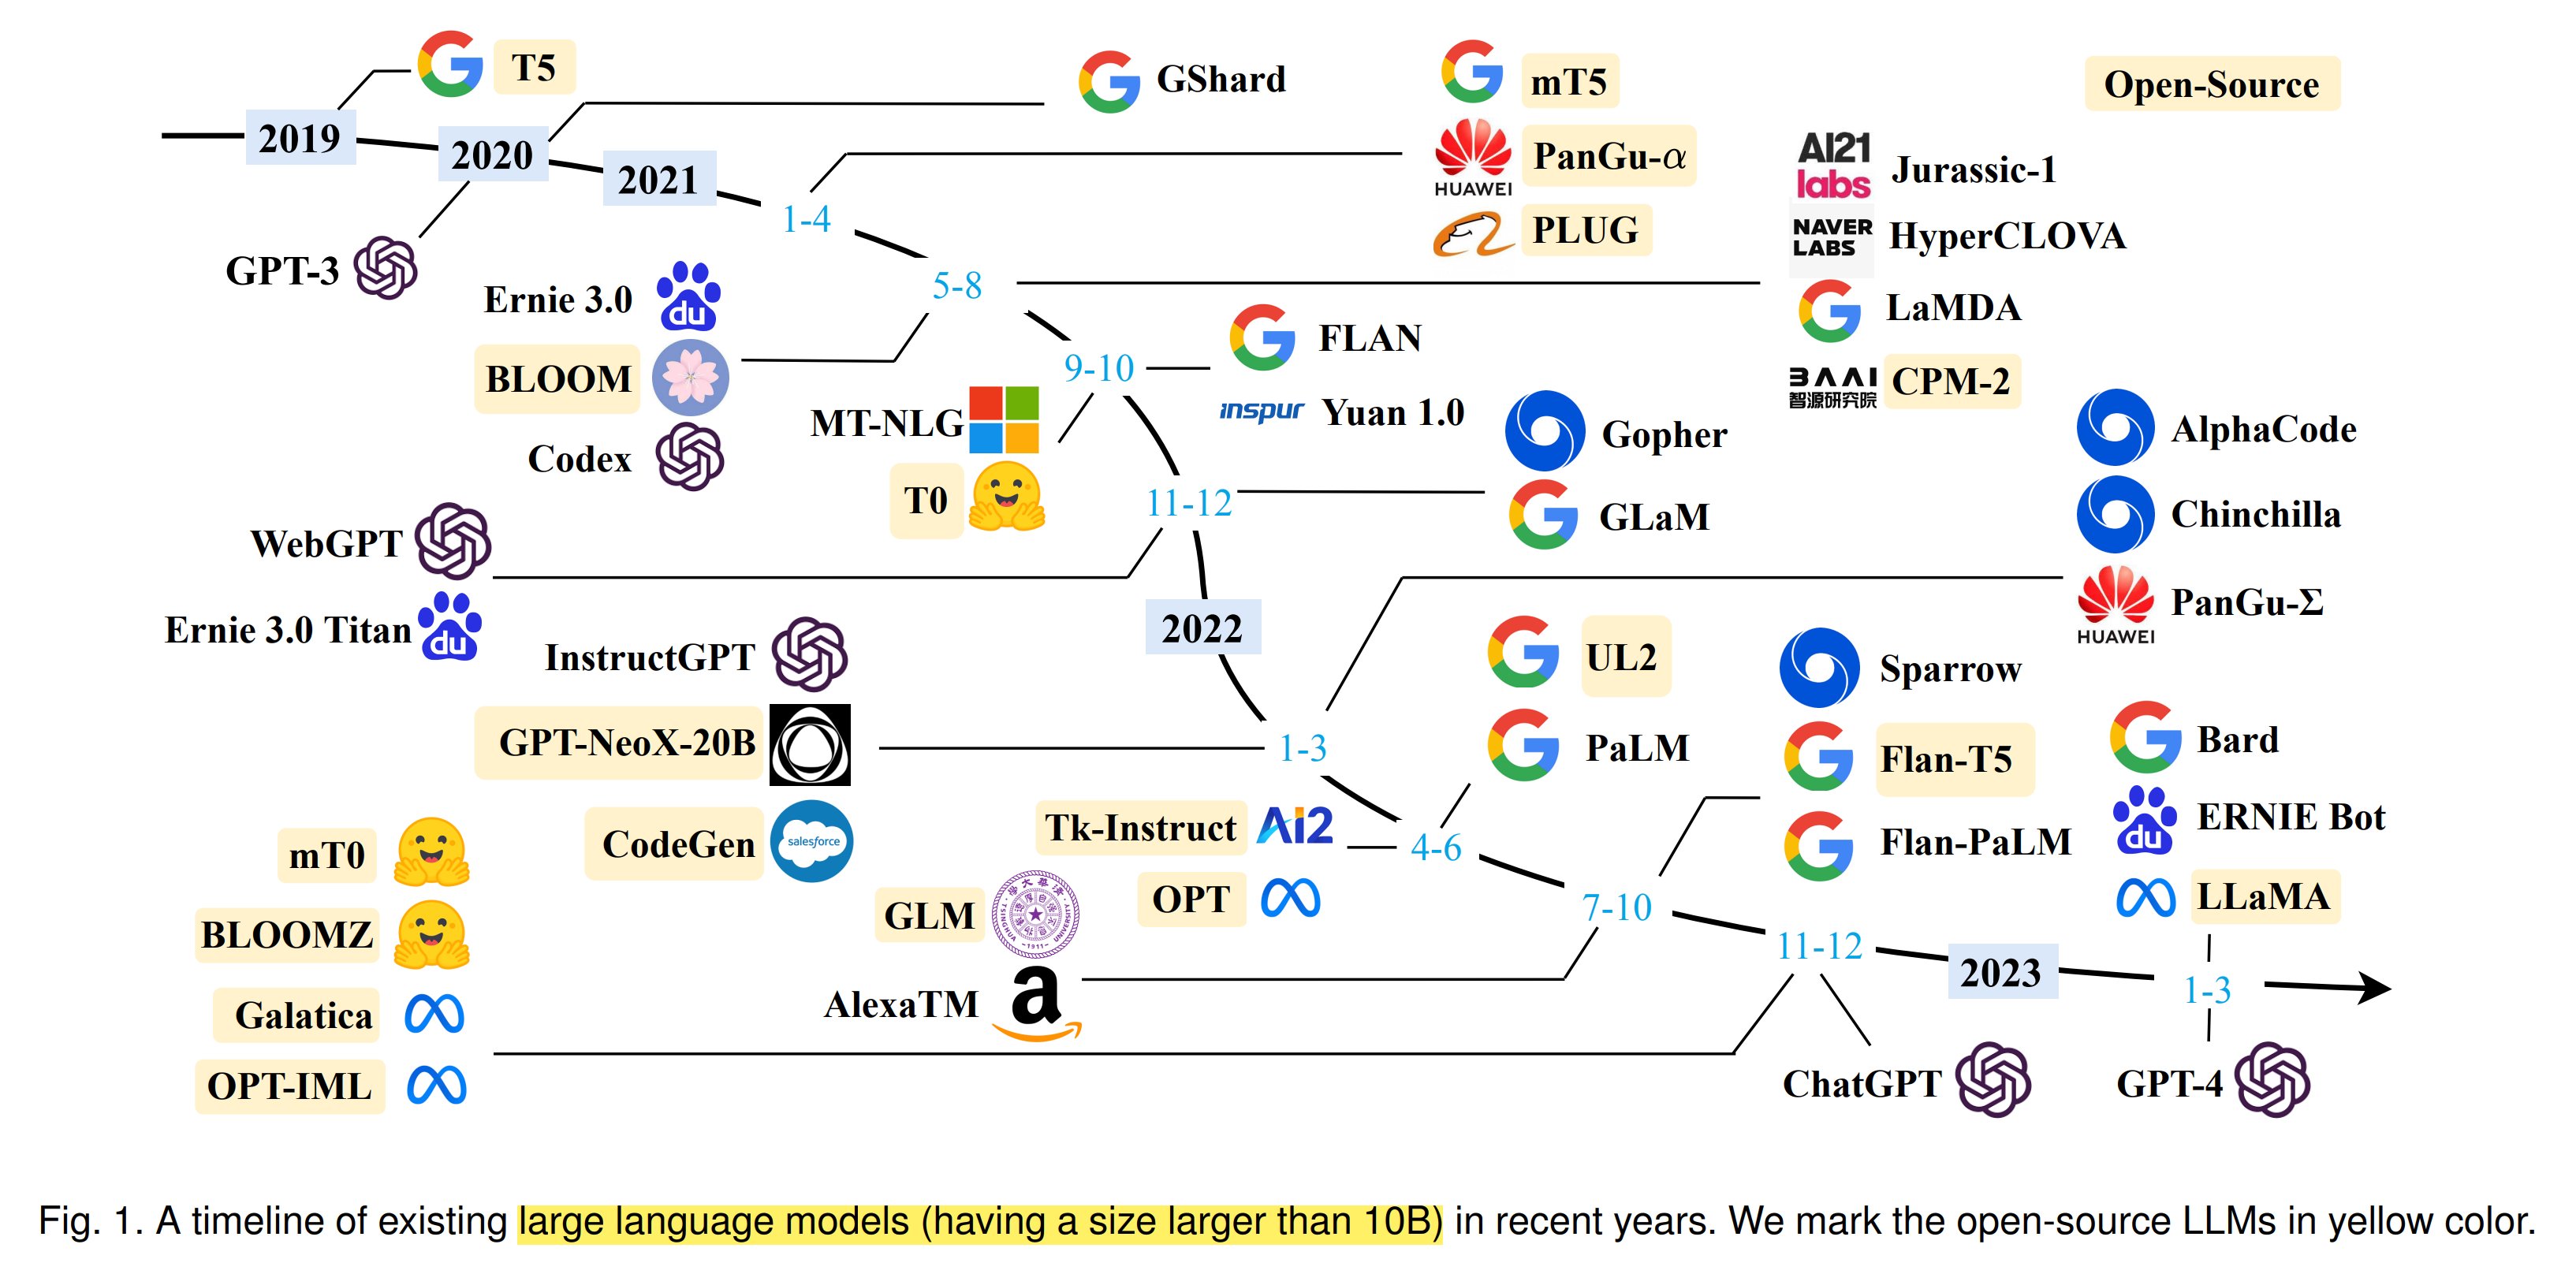 T5
GShard
mT5
Open-Source
2019
2020
2021
PanGu-α
HUAWEI
AI21
labs
Jurassic-1
1-4
PLUG
NAVER
LABS
HyperCLOVA
GPT-3
Ernie 3.0
du
5-8
LaMDA
FLAN
BLOOM
9-10
BAAI
智源研究院
CPM-2
MT-NLG
inspur
Yuan 1.0
Gopher
AlphaCode
Codex
T0
11-12
GLaM
Chinchilla
WebGPT
Ernie 3.0 Titan
du
2022
PanGu-Σ
HUAWEI
InstructGPT
UL2
Sparrow
GPT-NeoX-20B
1-3
PaLM
Flan-T5
Bard
mT0
CodeGen
salesforce
Tk-Instruct
Ai2
4-6
Flan-PaLM
ERNIE Bot
du
BLOOMZ
GLM
OPT
7-10
LLaMA
11-12
2023
1-3
Galatica
AlexaTM
a
OPT-IML
ChatGPT
GPT-4
Fig. 1. A timeline of existing large language models (having a size larger than 10B) in recent years. We mark the open-source LLMs in yellow color.